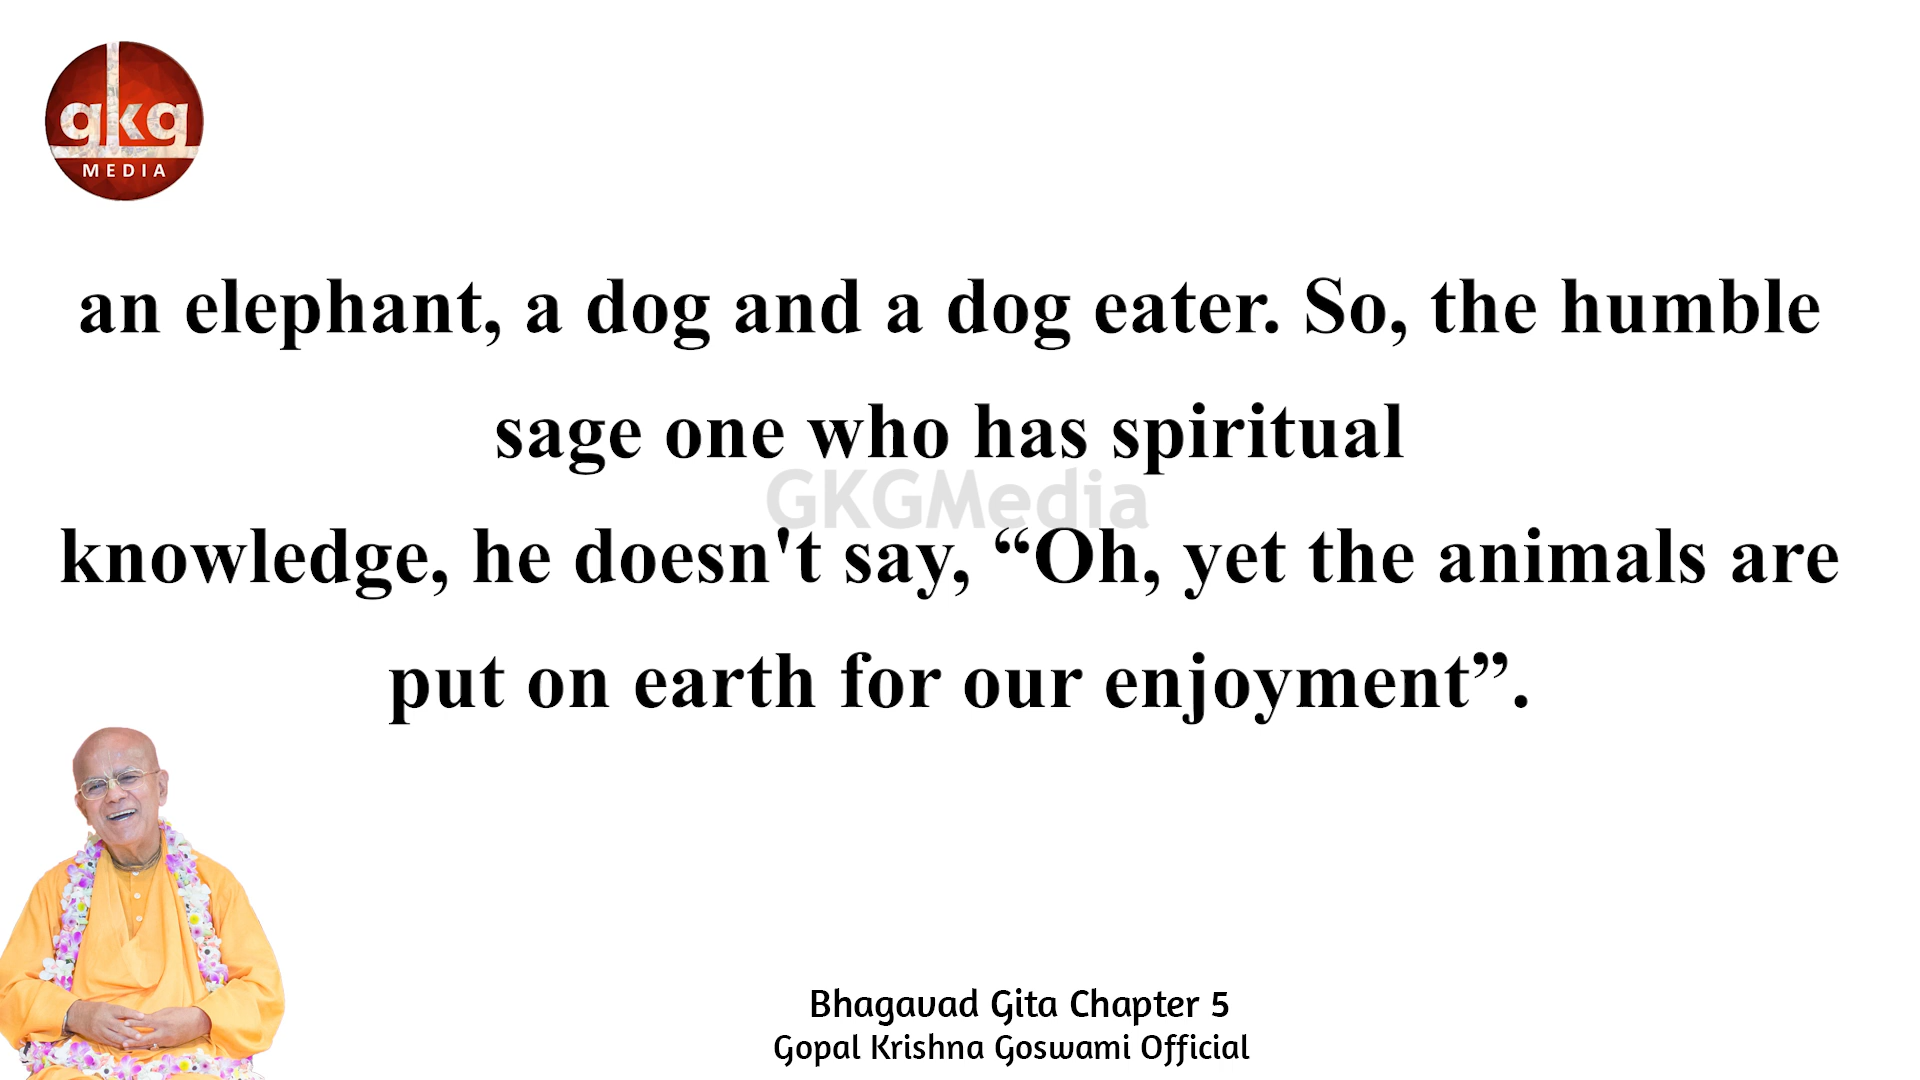 gkg
MEDIA
an elephant, a dog and a dog eater. So, the humble
sage one who has spiritual
GKGMedia
knowledge, he doesn't say, “Oh, yet the animals are
put on earth for our enjoyment”.
Bhagavad Gita Chapter 5
Gopal Krishna Goswami Official